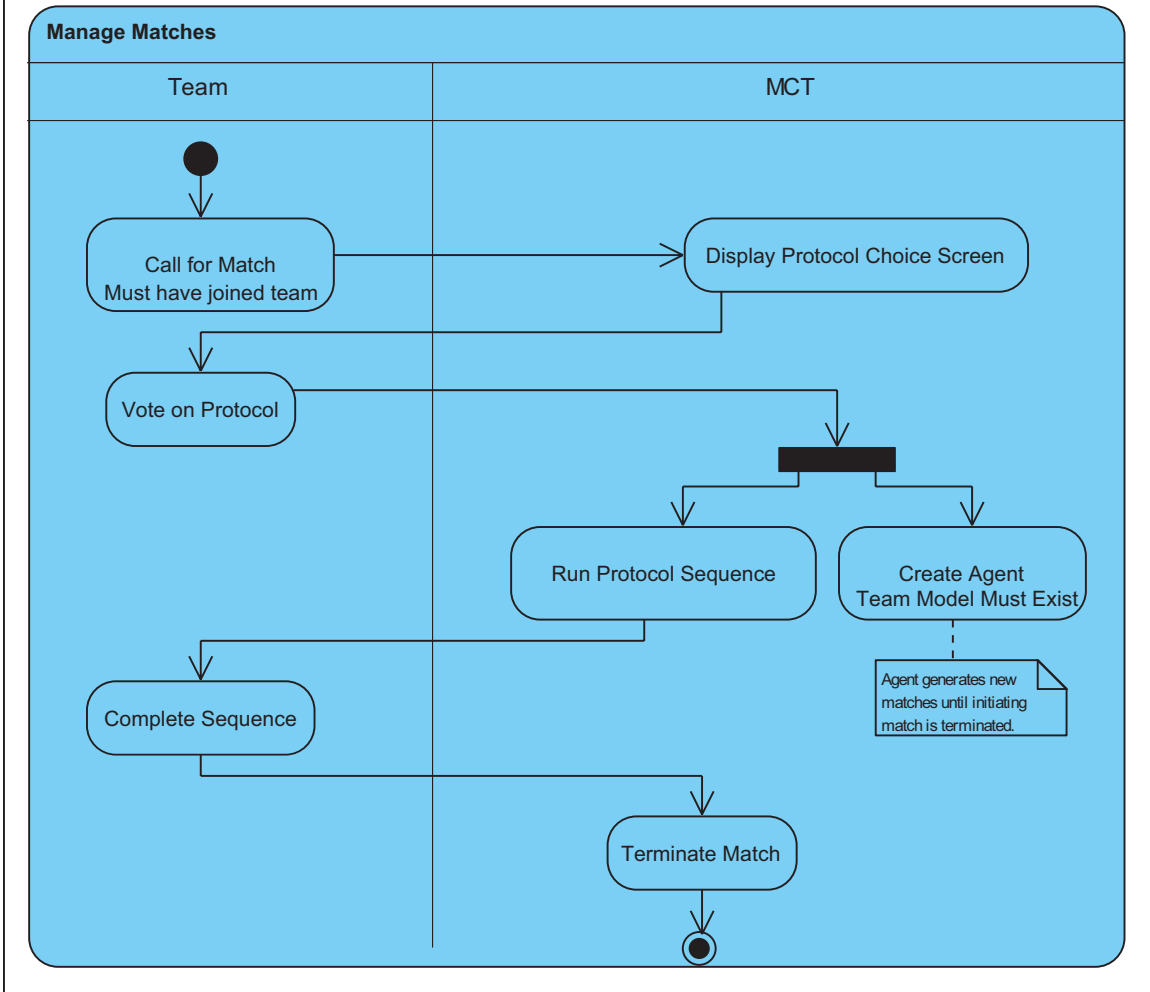 Manage Matches
Team
MCT
Call for Match
Must have joined team
Display Protocol Choice Screen
Vote on Protocol
Run Protocol Sequence
Create Agent
Team Model Must Exist
Agent generates new
matches until initiating
match is terminated.
Complete Sequence
Terminate Match